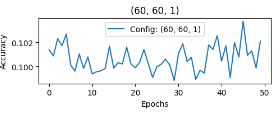 (60, 60, 1)
Config: (60, 60, 1)
Accuracy
0.102
0.100
0 10 20 30 40 50
Epochs